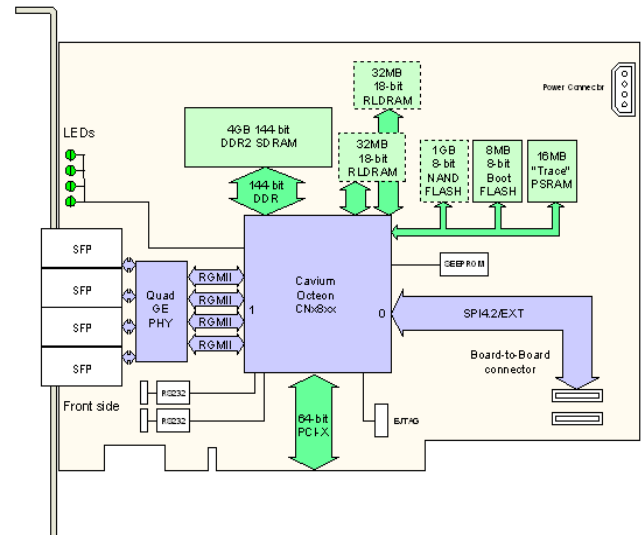 32MB
18-bit
RLDRAM
Power Connector
LEDs
4GB 144-bit
DDR2 SDRAM
32MB
18-bit
RLDRAM
1GB
8-bit
NAND
FLASH
8MB
8-bit
Boot
FLASH
16MB
"Trace"
PSRAM
144-bit
DDR
SFP
SFP
SFP
SFP
Quad
GE
PHY
RGMII
RGMII
RGMII
RGMII
1
Cavium
Octeon
CNx8xx
0
EEPROM
SPI4.2/EXT
Board-to-Board
connector
Front side
RS232
RS232
64-bit
PCI-X
EJTAG